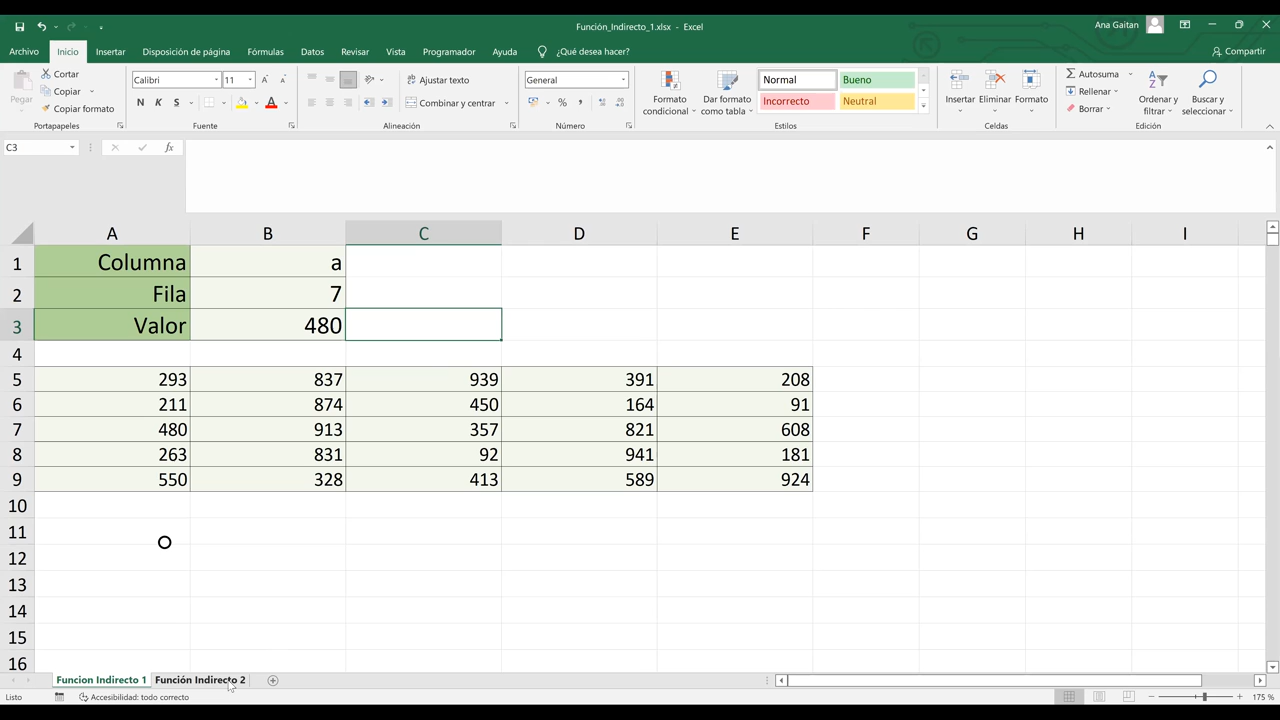 Función_Indirecto_1.xlsx - Excel
Ana Gaitan
Archivo Inicio Insertar Disposición de página Fórmulas Datos Revisar Vista Programador Ayuda ¿Qué desea hacer? Compartir
Pegar
Cortar
Copiar
Copiar formato
Portapapeles
Calibri 11
N K S
Fuente
Ajustar texto
Combinar y centrar
Alineación
General
% 000
Número
Formato condicional
Dar formato como tabla
Normal Bueno
Incorrecto Neutral
Estilos
Insertar Eliminar Formato
Celdas
Autosuma
Rellenar
Borrar
Ordenar y filtrar
Buscar y seleccionar
Edición
C3 fx
A B C D E F G H I
1 Columna a
2 Fila 7
3 Valor 480
4
5 293 837 939 391 208
6 211 874 450 164 91
7 480 913 357 821 608
8 263 831 92 941 181
9 550 328 413 589 924
10
11
12
13
14
15
16
Funcion Indirecto 1 Función Indirecto 2
Listo Accesibilidad: todo correcto 175 %